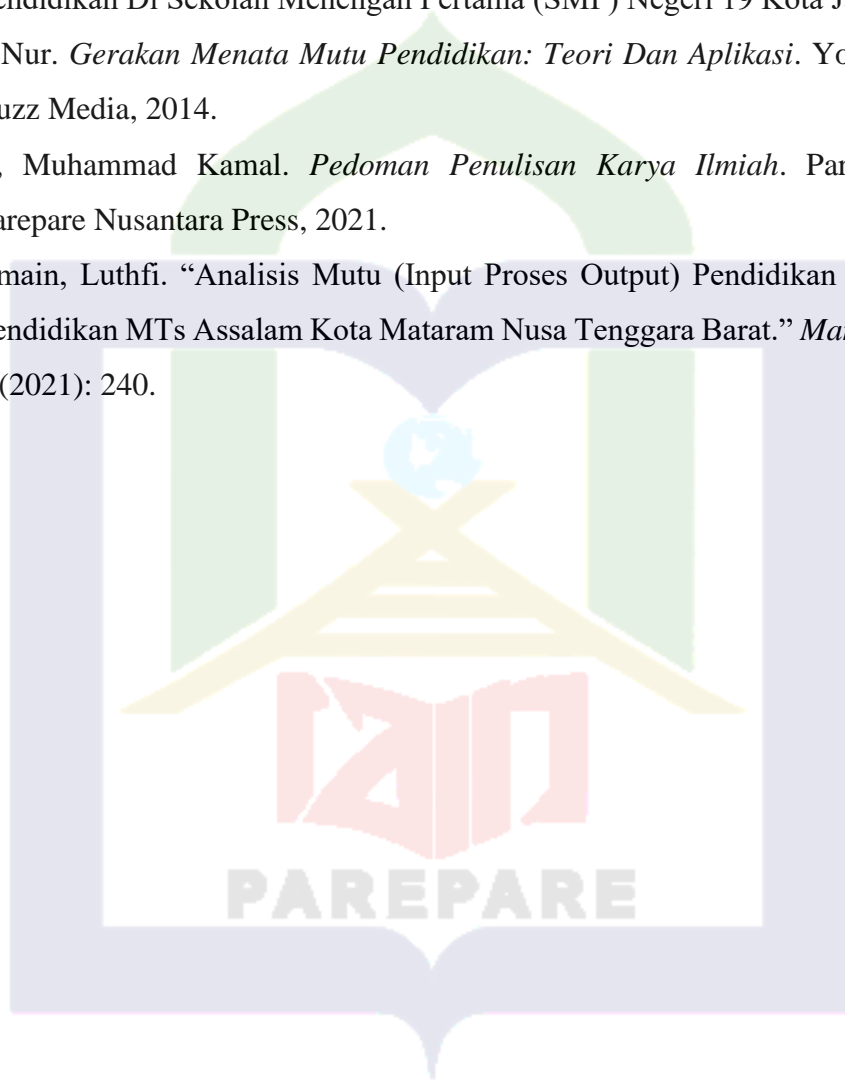 endidikan Di Sekolah Menengah Pertama (SMP) Negeri 19 Kota J
Nur. Gerakan Menata Mutu Pendidikan: Teori Dan Aplikasi. Yo
uzz Media, 2014.
, Muhammad Kamal. Pedoman Penulisan Karya Ilmiah. Par
arepare Nusantara Press, 2021.
main, Luthfi. “Analisis Mutu (Input Proses Output) Pendidikan
endidikan MTs Assalam Kota Mataram Nusa Tenggara Barat.” Ma
(2021): 240.
iain
PAREPARE